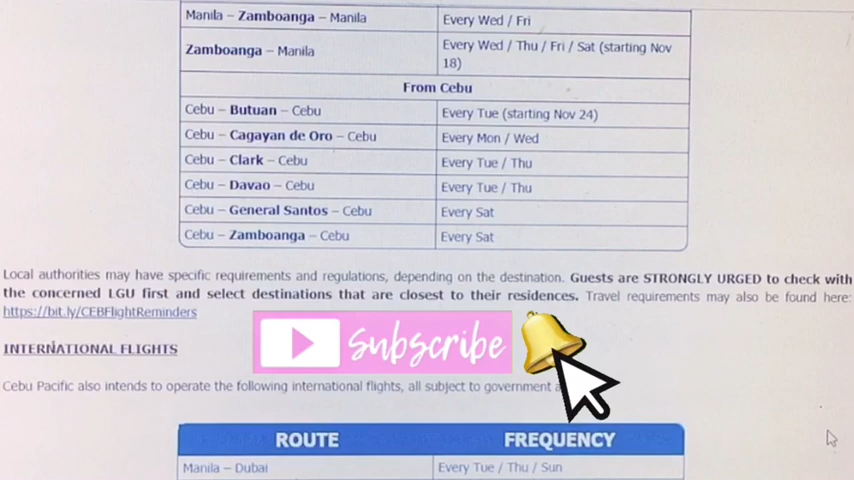 Manila – Zamboanga – Manila Every Wed / Fri
Zamboanga – Manila Every Wed / Thu / Fri / Sat (starting Nov
18)
From Cebu
Cebu – Butuan – Cebu Every Tue (starting Nov 24)
Cebu – Cagayan de Oro – Cebu Every Mon / Wed
Cebu – Clark – Cebu Every Tue / Thu
Cebu – Davao – Cebu Every Tue / Thu
Cebu – General Santos – Cebu Every Sat
Cebu – Zamboanga – Cebu Every Sat
Local authorities may have specific requirements and regulations, depending on the destination. Guests are STRONGLY URGED to check with
the concerned LGU first and select destinations that are closest to their residences. Travel requirements may also be found here:
https://bit.ly/CEBFlightReminders
Subscribe
INTERNATIONAL FLIGHTS
Cebu Pacific also intends to operate the following international flights, all subject to government
ROUTE FREQUENCY
Manila – Dubai Every Tue / Thu / Sun